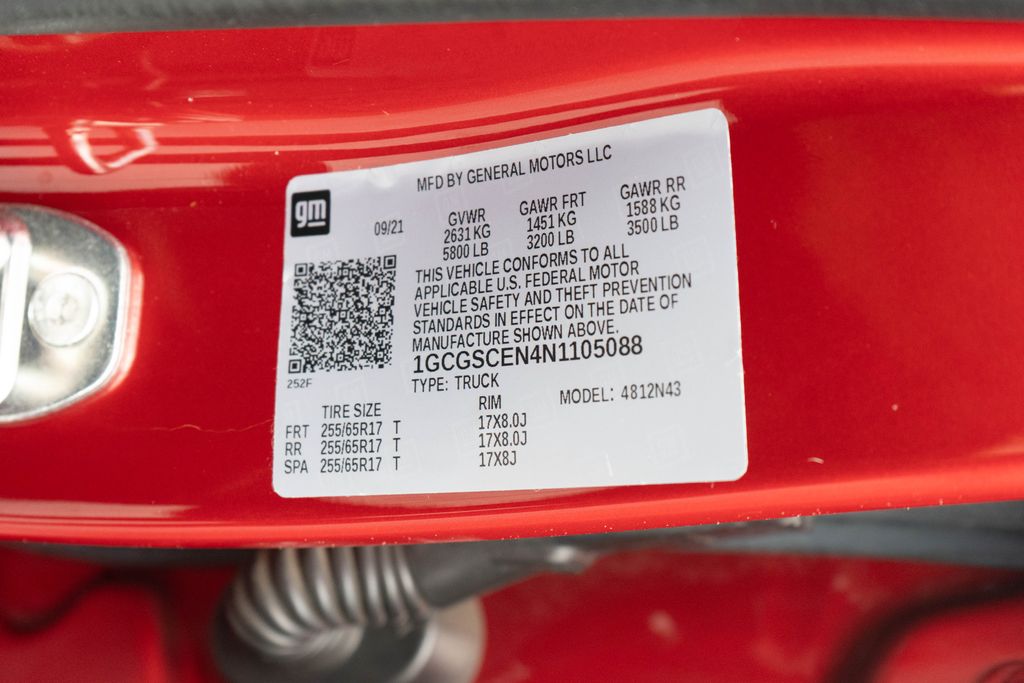 MFD BY GENERAL MOTORS LLC
gm
09/21
GVWR GAWR FRT GAWR RR
2631 KG 1451 KG 1588 KG
5800 LB 3200 LB 3500 LB
THIS VEHICLE CONFORMS TO ALL
APPLICABLE U.S. FEDERAL MOTOR
VEHICLE SAFETY AND THEFT PREVENTION
STANDARDS IN EFFECT ON THE DATE OF
MANUFACTURE SHOWN ABOVE.
1GCGSCEN4N1105088
252F
TYPE: TRUCK
MODEL: 4812N43
TIRE SIZE RIM
FRT 255/65R17 T 17X8.0J
RR 255/65R17 T 17X8.0J
SPA 255/65R17 T 17X8J